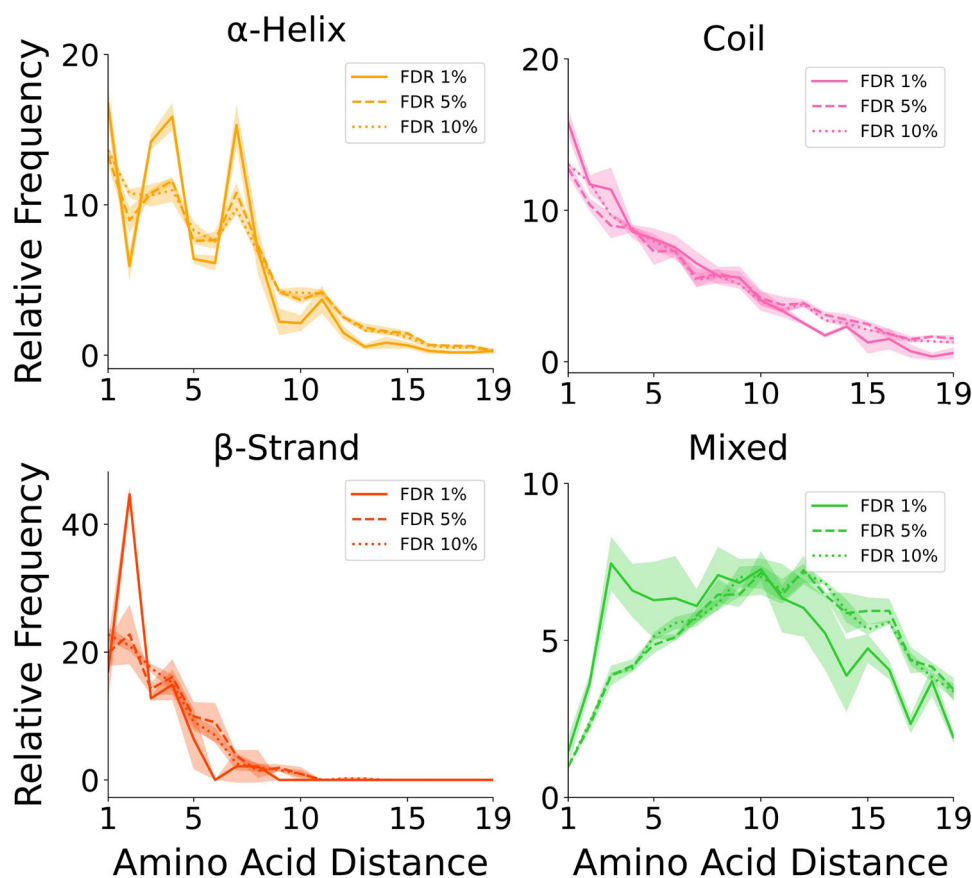 α-Helix
Relative Frequency
20
10
0
FDR 1%
FDR 5%
FDR 10%
1 5 10 15 19
Coil
20
10
0
FDR 1%
FDR 5%
FDR 10%
1 5 10 15 19
β-Strand
Relative Frequency
40
20
0
FDR 1%
FDR 5%
FDR 10%
1 5 10 15 19
Amino Acid Distance
Mixed
10
5
0
FDR 1%
FDR 5%
FDR 10%
1 5 10 15 19
Amino Acid Distance